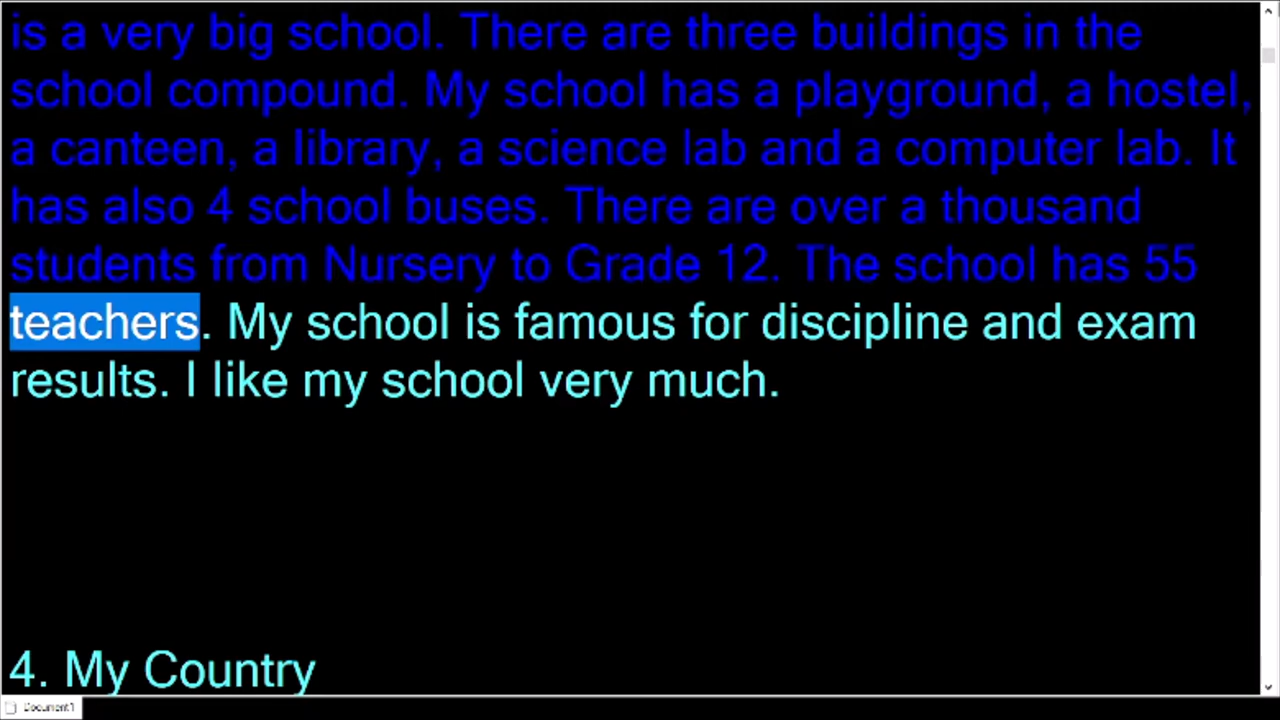 is a very big school. There are three buildings in the
school compound. My school has a playground, a hostel,
a canteen, a library, a science lab and a computer lab. It
has also 4 school buses. There are over a thousand
students from Nursery to Grade 12. The school has 55
teachers. My school is famous for discipline and exam
results. I like my school very much.
4. My Country
Document1